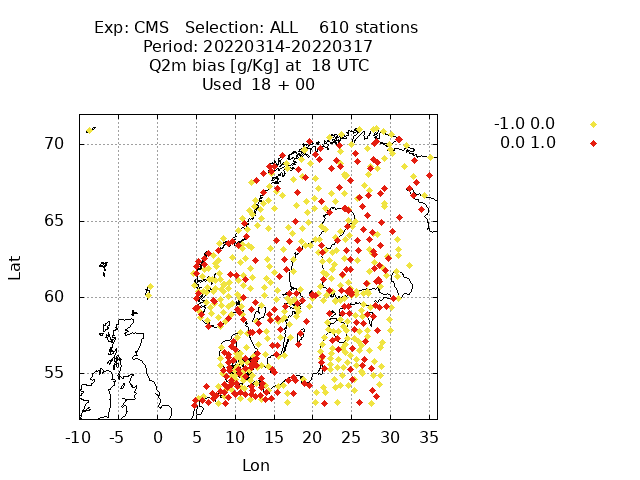 Exp: CMS Selection: ALL 610 stations
Period: 20220314-20220317
Q2m bias [g/Kg] at 18 UTC
Used 18 + 00
-1.0 0.0
0.0 1.0
70
65
60
55
Lat
-10 -5 0 5 10 15 20 25 30 35
Lon